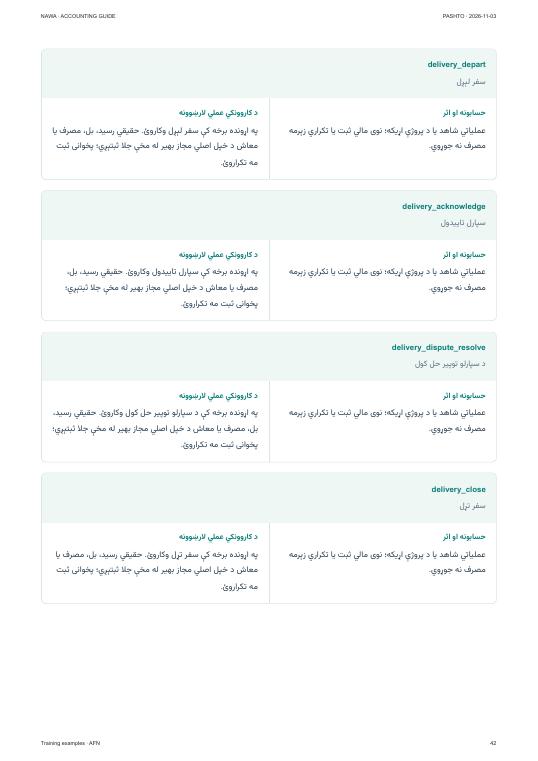 NAWA · ACCOUNTING GUIDE
PASHTO · 2026-11-03
delivery_depart
سفر لېږل
حسابونه او اثر
عملیاتي شاهد یا د پروژې اړیکه؛ نوی مالي ثبت یا تکراري زېرمه
مصرف نه جوړوي.
د کاروونکي عملي لارښوونه
په اړونده برخه کې سفر لېږل وکاروئ. حقیقي رسید، بل، مصرف یا
معاش د خپل اصلي مجاز بهیر له مخې جلا ثبتېږي؛ پخوانی ثبت
مه تکراروئ.
delivery_acknowledge
سپارل تاییدول
حسابونه او اثر
عملیاتي شاهد یا د پروژې اړیکه؛ نوی مالي ثبت یا تکراري زېرمه
مصرف نه جوړوي.
د کاروونکي عملي لارښوونه
په اړونده برخه کې سپارل تاییدول وکاروئ. حقیقي رسید، بل،
مصرف یا معاش د خپل اصلي مجاز بهیر له مخې جلا ثبتېږي؛
پخوانی ثبت مه تکراروئ.
delivery_dispute_resolve
د سپارلو توپیر حل کول
حسابونه او اثر
عملیاتي شاهد یا د پروژې اړیکه؛ نوی مالي ثبت یا تکراري زېرمه
مصرف نه جوړوي.
د کاروونکي عملي لارښوونه
په اړونده برخه کې د سپارلو توپیر حل کول وکاروئ. حقیقي رسید،
بل، مصرف یا معاش د خپل اصلي مجاز بهیر له مخې جلا ثبتېږي؛
پخوانی ثبت مه تکراروئ.
delivery_close
سفر تړل
حسابونه او اثر
عملیاتي شاهد یا د پروژې اړیکه؛ نوی مالي ثبت یا تکراري زېرمه
مصرف نه جوړوي.
د کاروونکي عملي لارښوونه
په اړونده برخه کې سفر تړل وکاروئ. حقیقي رسید، بل، مصرف یا
معاش د خپل اصلي مجاز بهیر له مخې جلا ثبتېږي؛ پخوانی ثبت
مه تکراروئ.
Training examples · AFN
42